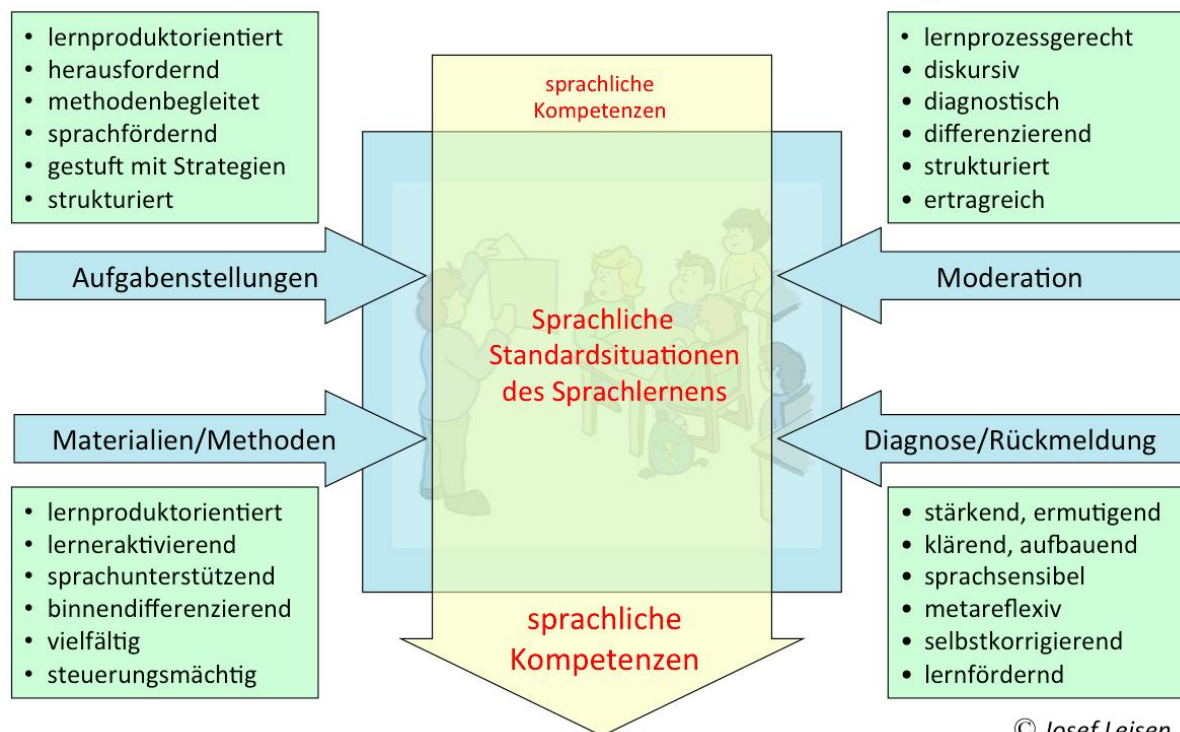 • lernproduktorientiert
• herausfordernd
• methodenbegleitet
• sprachfördernd
• gestuft mit Strategien
• strukturiert
sprachliche
Kompetenzen
• lernprozessgerecht
• diskursiv
• diagnostisch
• differenzierend
• strukturiert
• ertragreich
Aufgabenstellungen
Moderation
Sprachliche
Standardsituationen
des Sprachlernens
Materialien/Methoden
Diagnose/Rückmeldung
• lernproduktorientiert
• lerneraktivierend
• sprachunterstützend
• binnendifferenzierend
• vielfältig
• steuerungsmächtig
sprachliche
Kompetenzen
• stärkend, ermutigend
• klärend, aufbauend
• sprachsensibel
• metareflexiv
• selbstkorrigierend
• lernfördernd
© Josef Leisen